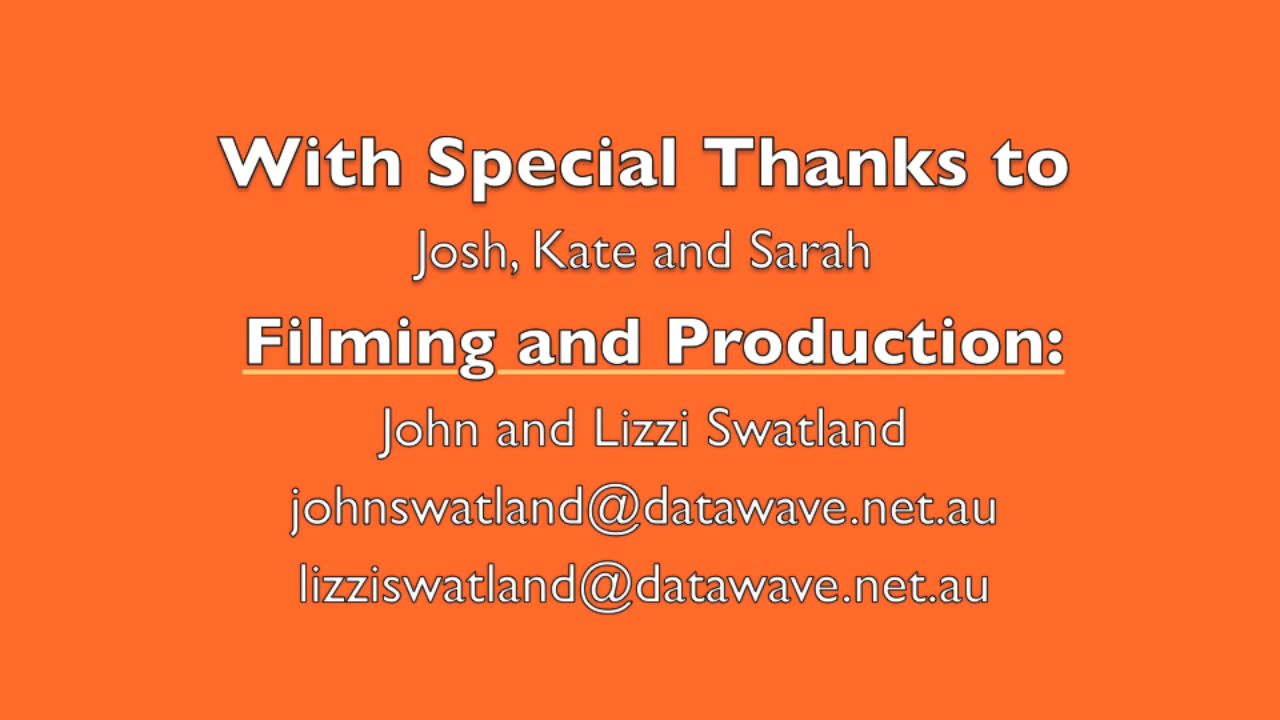 With Special Thanks to
Josh, Kate and Sarah
Filming and Production:
John and Lizzi Swatland
johnswatland@datawave.net.au
lizziswatland@datawave.net.au